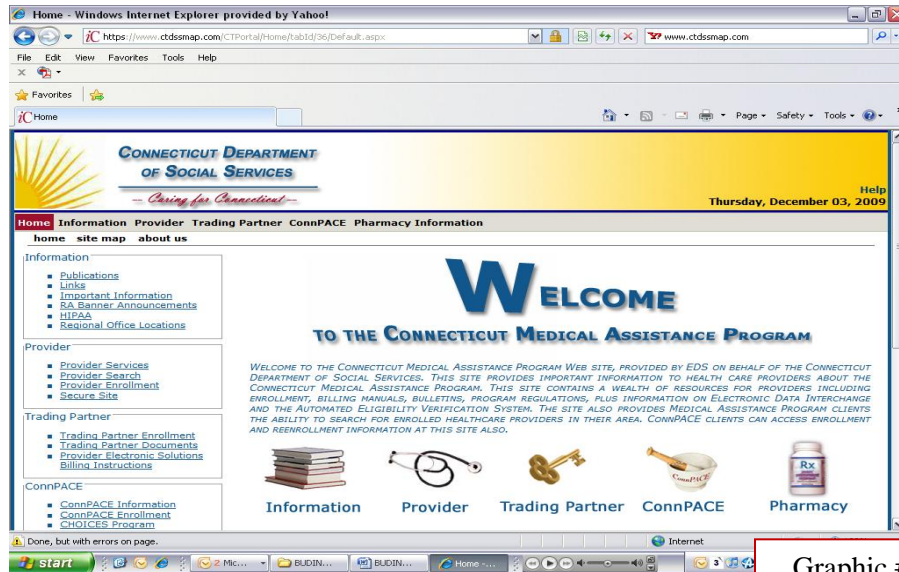 Home - Windows Internet Explorer provided by Yahoo!
https://www.ctdssmap.com/CTPortal/Home/tabId/36/Default.aspx
www.ctdssmap.com
File Edit View Favorites Tools Help
Favorites
iC Home
Page Safety Tools
CONNECTICUT DEPARTMENT
OF SOCIAL SERVICES
Caring for Connecticut
Help
Thursday, December 03, 2009
Home Information Provider Trading Partner ConnPACE Pharmacy Information
home site map about us
Information
Publications
Links
Important Information
RA Banner Announcements
HIPAA
Regional Office Locations
Provider
Provider Services
Provider Search
Provider Enrollment
Secure Site
Trading Partner
Trading Partner Enrollment
Trading Partner Documents
Provider Electronic Solutions
Billing Instructions
ConnPACE
ConnPACE Information
ConnPACE Enrollment
CHOICES Program
WELCOME
TO THE CONNECTICUT MEDICAL ASSISTANCE PROGRAM
WELCOME TO THE CONNECTICUT MEDICAL ASSISTANCE PROGRAM WEB SITE, PROVIDED BY EDS ON BEHALF OF THE CONNECTICUT
DEPARTMENT OF SOCIAL SERVICES. THIS SITE PROVIDES IMPORTANT INFORMATION TO HEALTH CARE PROVIDERS ABOUT THE
CONNECTICUT MEDICAL ASSISTANCE PROGRAM. THIS SITE CONTAINS A WEALTH OF RESOURCES FOR PROVIDERS INCLUDING
ENROLLMENT, BILLING MANUALS, BULLETINS, PROGRAM REGULATIONS, PLUS INFORMATION ON ELECTRONIC DATA INTERCHANGE
AND THE AUTOMATED ELIGIBILITY VERIFICATION SYSTEM. THE SITE ALSO PROVIDES MEDICAL ASSISTANCE PROGRAM CLIENTS
THE ABILITY TO SEARCH FOR ENROLLED HEALTHCARE PROVIDERS IN THEIR AREA. CONNPACE CLIENTS CAN ACCESS ENROLLMENT
AND REENROLLMENT INFORMATION AT THIS SITE ALSO.
ConnPACE
Rx
Information Provider Trading Partner ConnPACE Pharmacy
Done, but with errors on page.
Internet
start
2 Mic...
BUDIN...
BUDIN...
Home -...
Graphic #